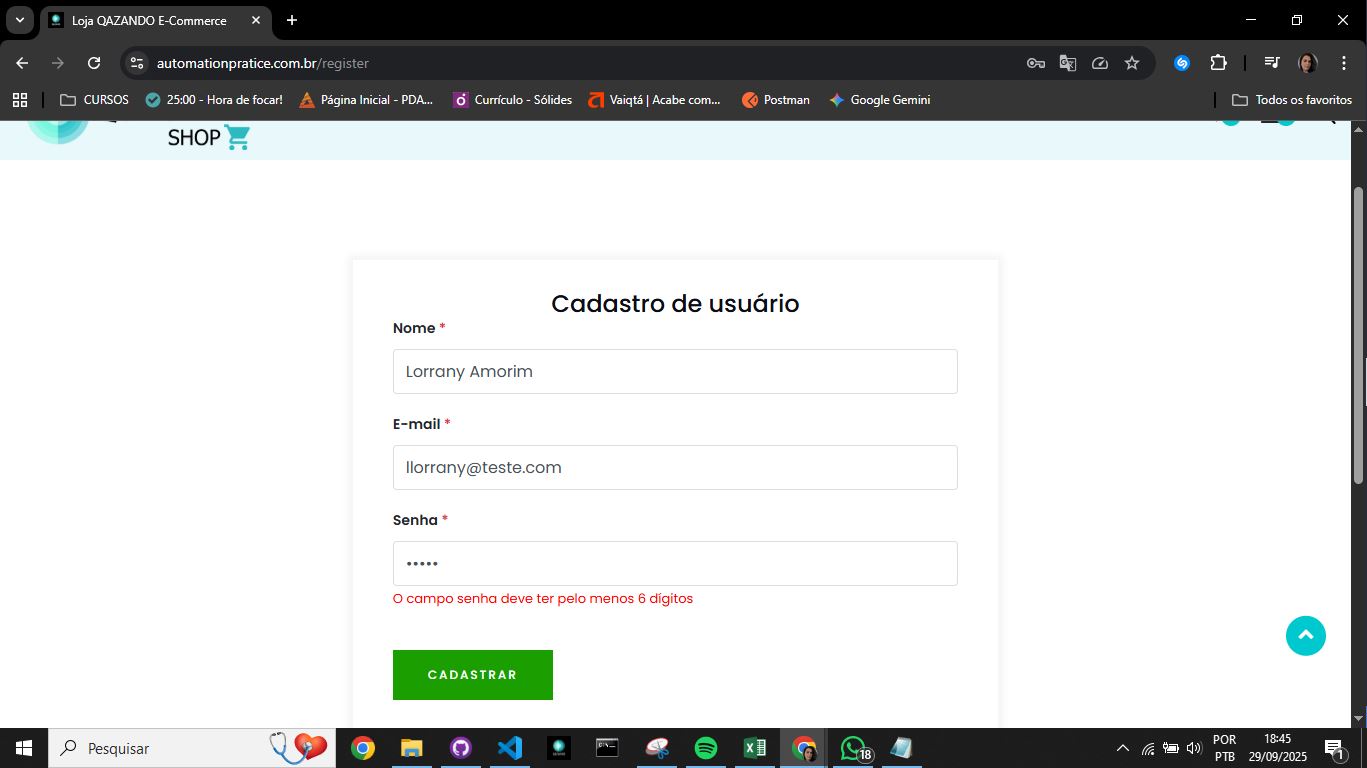 Loja QAZANDO E-Commerce
automationpratice.com.br/register
CURSOS
25:00 - Hora de focar!
Página Inicial - PDA...
Currículo - Sólides
Vaiqtá | Acabe com...
Postman
Google Gemini
Todos os favoritos
SHOP
Cadastro de usuário
Nome *
Lorrany Amorim
E-mail *
llorrany@teste.com
Senha *
•••••
O campo senha deve ter pelo menos 6 dígitos
CADASTRAR
Pesquisar
18
POR
PTB
18:45
29/09/2025
1